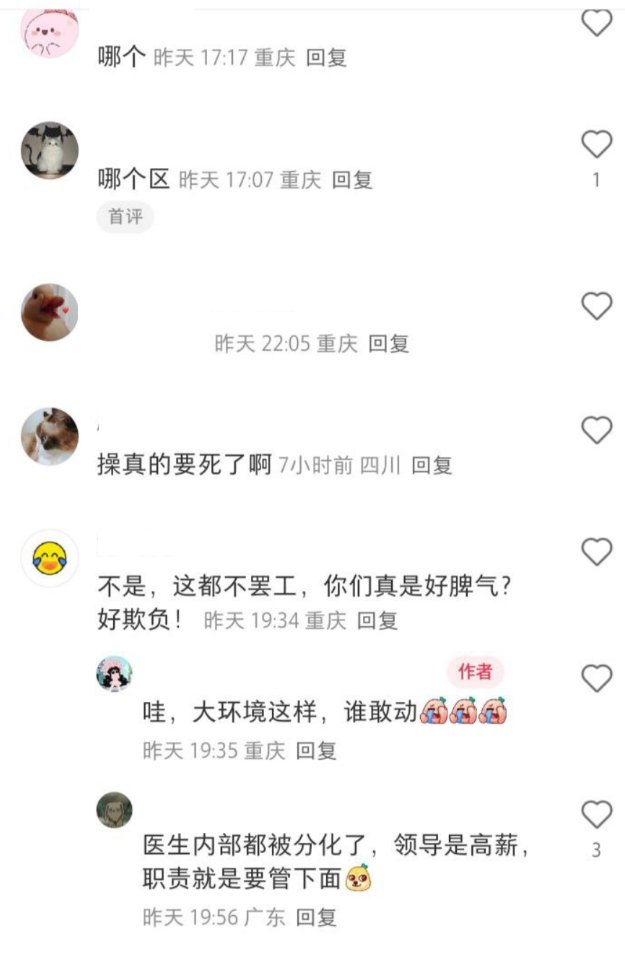 哪个 昨天 17:17 重庆 回复
哪个区 昨天 17:07 重庆 回复
1
首评
昨天 22:05 重庆 回复
操真的要死了啊 7小时前 四川 回复
不是，这都不罢工，你们真是好脾气？
好欺负！ 昨天 19:34 重庆 回复
作者
哇，大环境这样，谁敢动
昨天 19:35 重庆 回复
医生内部都被分化了，领导是高薪，
3
职责就是要管下面
昨天 19:56 广东 回复